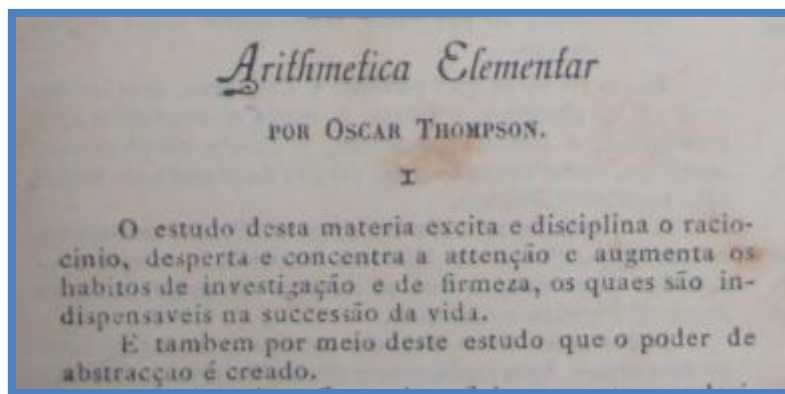 Arithmetica Elementar
POR OSCAR THOMPSON.
I
O estudo desta materia excita e disciplina o racio-
cinio, desperta e concentra a attenção e augmenta os
habitos de investigação e de firmeza, os quaes são in-
dispensaveis na successão da vida.
E tambem por meio deste estudo que o poder de
abstracção é creado.